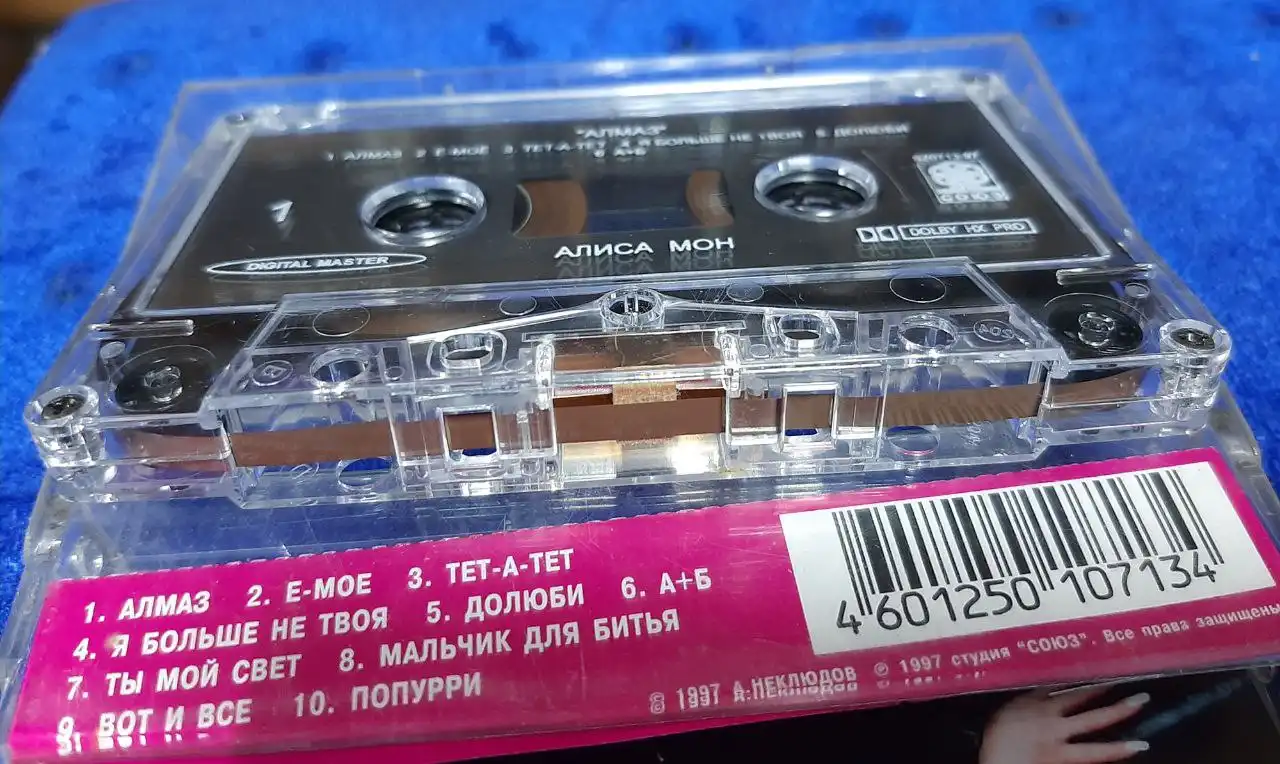 "АЛМАЗ"
1 АЛМАЗ 2 Е-МОЕ 3 ТЕТ-А-ТЕТ 4 Я БОЛЬШЕ НЕ ТВОЯ 5 ДОЛЮБИ
6 А+Б
1
АЛИСА МОН
СОЮЗ
DOLBY HX PRO
DIGITAL MASTER
1. АЛМАЗ 2. Е-МОЕ 3. ТЕТ-А-ТЕТ
4. Я БОЛЬШЕ НЕ ТВОЯ 5. ДОЛЮБИ 6. А+Б
7. ТЫ МОЙ СВЕТ 8. МАЛЬЧИК ДЛЯ БИТЬЯ
9. ВОТ И ВСЕ 10. ПОПУРРИ
4 601250 107134
© 1997 А.НЕКЛЮДОВ ℗ 1997 студия "СОЮЗ". Все права защищены